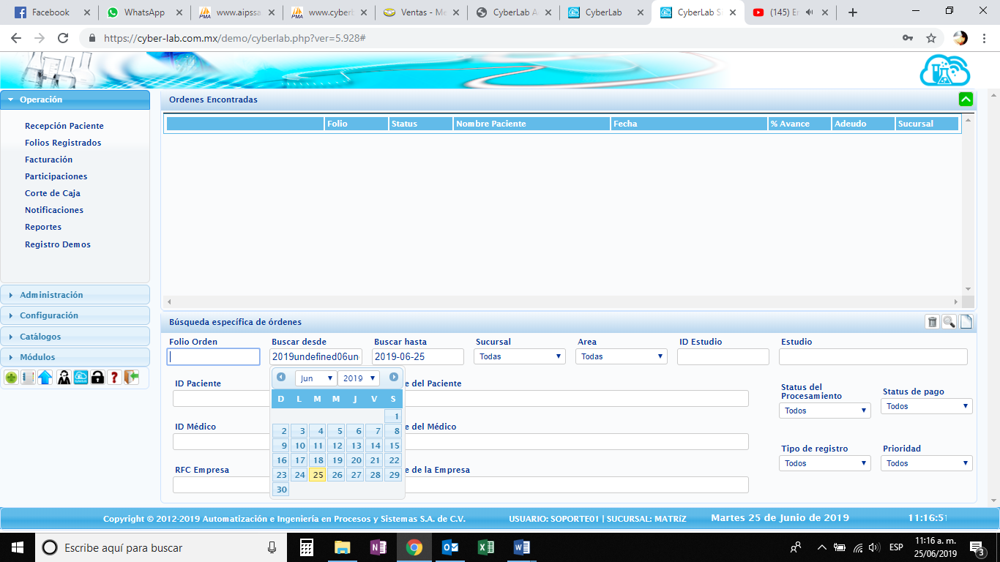 Facebook
WhatsApp
www.aipssa
www.cyberl
Ventas - Me
CyberLab A
CyberLab
CyberLab S
(145) E
https://cyber-lab.com.mx/demo/cyberlab.php?ver=5.928#
Operación
Recepción Paciente
Folios Registrados
Facturación
Participaciones
Corte de Caja
Notificaciones
Reportes
Registro Demos
Administración
Configuración
Catálogos
Módulos
Ordenes Encontradas
Folio Status Nombre Paciente Fecha % Avance Adeudo Sucursal
Búsqueda específica de órdenes
Folio Orden Buscar desde Buscar hasta Sucursal Area ID Estudio Estudio
2019undefined06un 2019-06-25 Todas Todas
Jun 2019
D L M M J V S
1
2 3 4 5 6 7 8
9 10 11 12 13 14 15
16 17 18 19 20 21 22
23 24 25 26 27 28 29
30
ID Paciente e del Paciente
ID Médico e del Médico
RFC Empresa e de la Empresa
Status del Procesamiento Status de pago
Todos Todos
Tipo de registro Prioridad
Todos Todos
Copyright © 2012-2019 Automatización e Ingeniería en Procesos y Sistemas S.A. de C.V. USUARIO: SOPORTE01 | SUCURSAL: MATRíZ Martes 25 de Junio de 2019 11:16:51
Escribe aquí para buscar
ESP
11:16 a. m.
25/06/2019
3